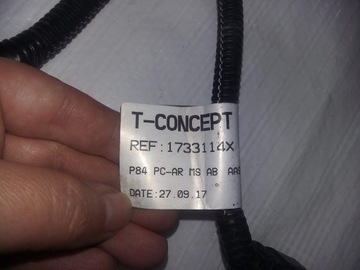 T-CONCEPT
REF:1733114X
P84 PC-AR MS AB AAS
DATE:27.09.17